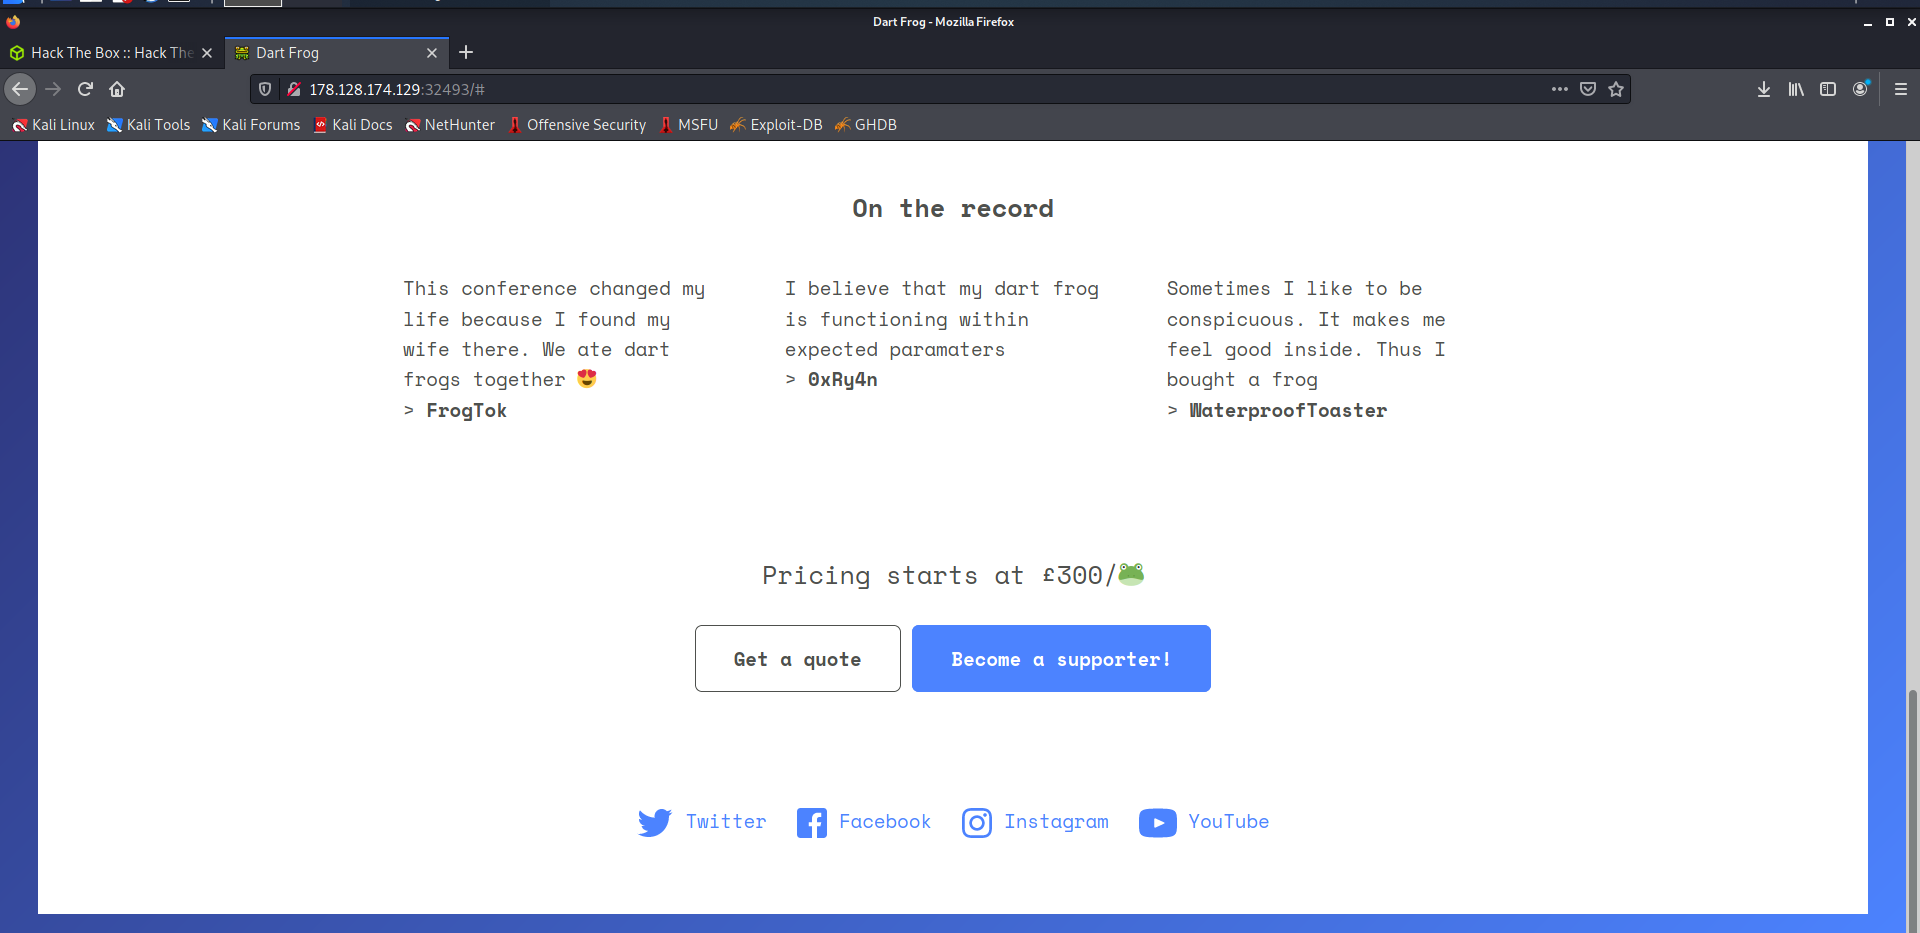 Dart Frog - Mozilla Firefox
Hack The Box :: Hack The
Dart Frog
178.128.174.129:32493/#
Kali Linux
Kali Tools
Kali Forums
Kali Docs
NetHunter
Offensive Security
MSFU
Exploit-DB
GHDB
On the record
This conference changed my
life because I found my
wife there. We ate dart
frogs together 😍
> FrogTok
I believe that my dart frog
is functioning within
expected paramaters
> 0xRy4n
Sometimes I like to be
conspicuous. It makes me
feel good inside. Thus I
bought a frog
> WaterproofToaster
Pricing starts at £300/🐸
Get a quote
Become a supporter!
Twitter
Facebook
Instagram
YouTube